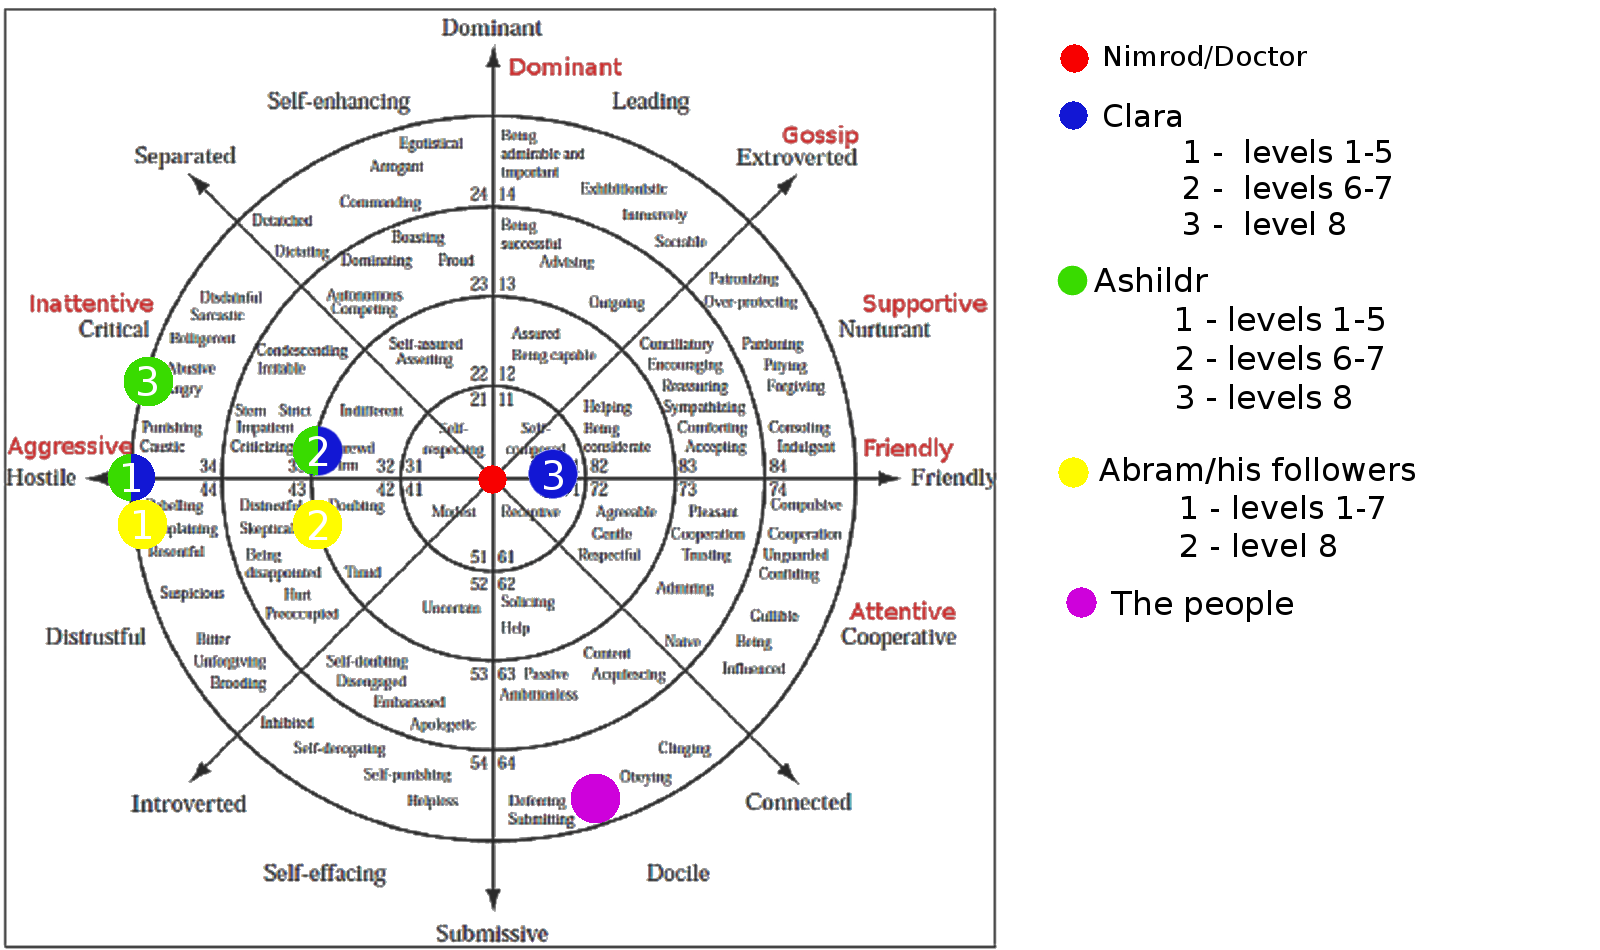 Dominant
Dominant
Self-enhancing
Leading
Gossip
Separated
Extroverted
Egotistical
Arrogant
Commanding
Being
admirable and
important
Exhibitionistic
Intrusively
Sociable
24 14
Detatched
Dictating
Boasting
Dominating Proud
Being
successful
Advising
Patronizing
Over-protecting
23 13
Inattentive
Critical
Supportive
Nurturant
Disdainful
Sarcastic
Belligerent
Autonomous
Competing
Outgoing
Condescending
Irritable
Self-assured
Asserting
Assured
Being capable
Conciliatory
Encouraging
Reassuring
Sympathizing
Comforting
Accepting
Pardoning
Pitying
Forgiving
22 12
21 11
3
Abusive
Angry
Punishing
Caustic
Stern Strict
Impatient
Criticizing
Indifferent
Self-
respecting
Self-
Helping
Being
considerate
Consoling
Indulgent
Aggressive
Hostile
Friendly
Friendly
34
32 31
82
83
84
44
43
42 41
72
73
74
1
2
3
1
2
Distrustful
Skeptical
Being
disappointed
Hurt
Preoccupied
Timid
Modest
Receptive
Agreeable
Gentle
Respectful
Pleasant
Cooperation
Trusting
Admiring
Compulsive
Cooperation
Unguarded
Confiding
Resentful
Suspicious
51 61
52 62
Uncertain
Soliciting
Help
Gullible
Being
Influenced
Naive
Attentive
Cooperative
Distrustful
Bitter
Unforgiving
Brooding
Self-doubting
Disengaged
Embarassed
Apologetic
53 63
Passive
Ambitionless
Content
Acquiescing
Inhibited
Self-derogating
Self-punishing
Helpless
54 64
Clinging
Obeying
Deferring
Submitting
Introverted
Connected
Self-effacing
Docile
Submissive
Nimrod/Doctor
Clara
1 - levels 1-5
2 - levels 6-7
3 - level 8
Ashildr
1 - levels 1-5
2 - levels 6-7
3 - levels 8
Abram/his followers
1 - levels 1-7
2 - level 8
The people